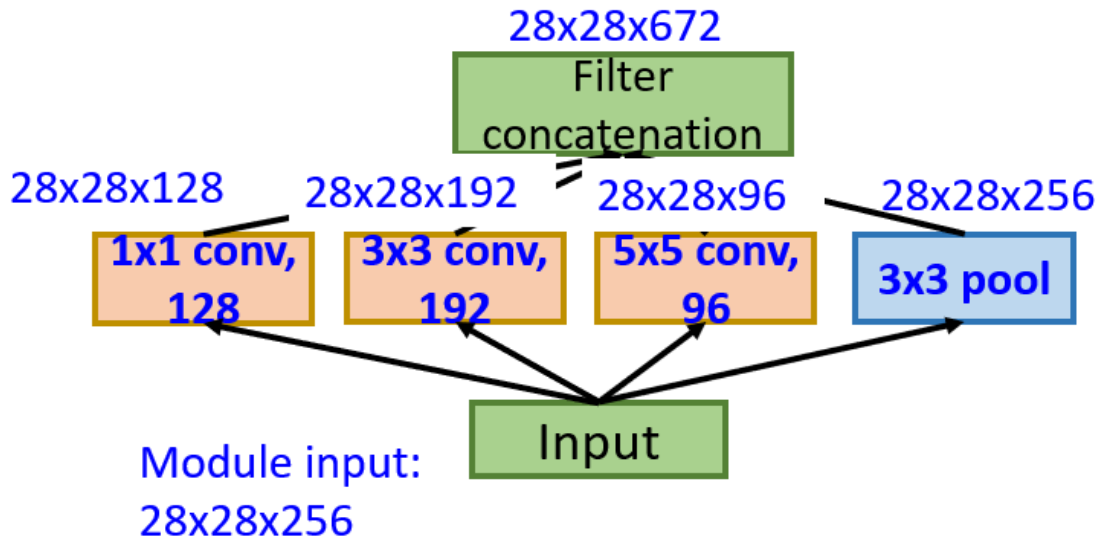 28x28x672
Filter
concatenation
28x28x128
28x28x192
28x28x96
28x28x256
1x1 conv,
128
3x3 conv,
192
5x5 conv,
96
3x3 pool
Input
Module input:
28x28x256